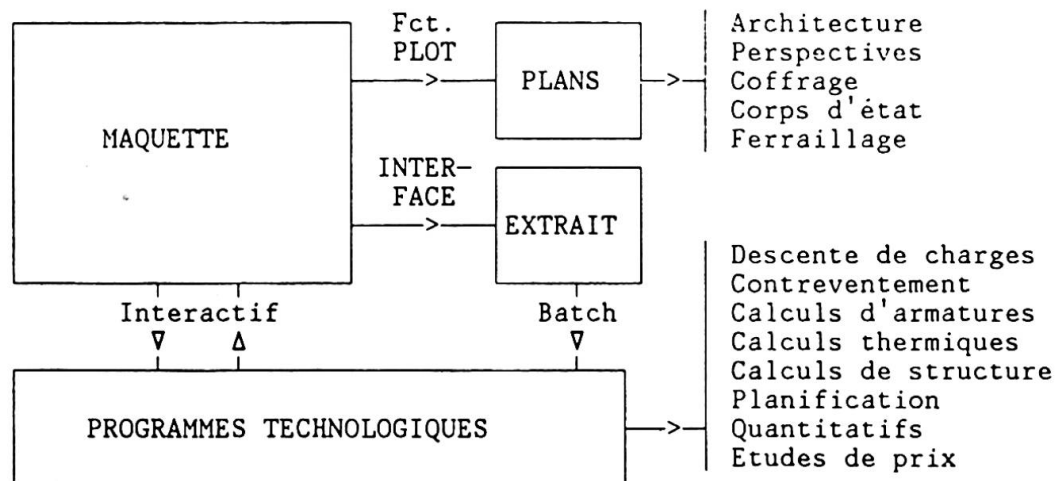 Fct.
PLOT
MAQUETTE
PLANS
Architecture
Perspectives
Coffrage
Corps d'état
Ferraillage
INTER-
FACE
EXTRAIT
Interactif
Batch
PROGRAMMES TECHNOLOGIQUES
Descente de charges
Contreventement
Calculs d'armatures
Calculs thermiques
Calculs de structure
Planification
Quantitatifs
Etudes de prix